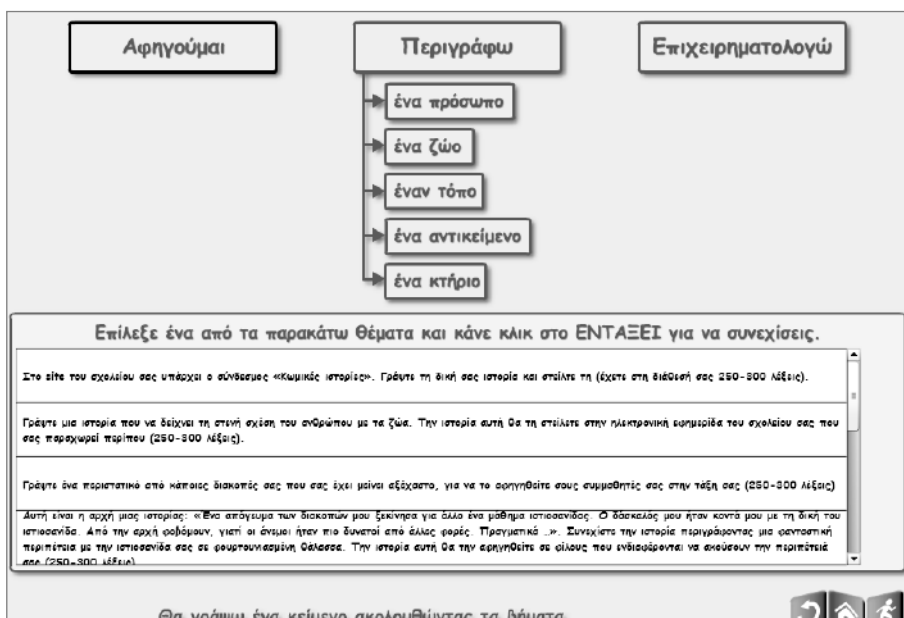 Αφηγούμαι
Περιγράφω
Επιχειρηματολογώ
ένα πρόσωπο
ένα ζώο
έναν τόπο
ένα αντικείμενο
ένα κτήριο
Επίλεξε ένα από τα παρακάτω θέματα και κάνε κλικ στο ΕΝΤΑΞΕΙ για να συνεχίσεις.
Στο site του σχολείου σας υπάρχει ο σύνδεσμος «Κωμικές ιστορίες». Γράψτε τη δική σας ιστορία και στείλτε τη (έχετε στη διάθεσή σας 250-300 λέξεις).
Γράψτε μια ιστορία που να δείχνει τη στενή σχέση του ανθρώπου με τα ζώα. Την ιστορία αυτή θα τη στείλετε στην ηλεκτρονική εφημερίδα του σχολείου σας που
σας παραχωρεί περίπου (250-300 λέξεις).
Γράψτε ένα περιστατικό από κάποιες διακοπές σας που σας έχει μείνει αξέχαστο, για να το αφηγηθείτε σους συμμαθητές σας στην τάξη σας (250-300 λέξεις)
Αυτή είναι η αρχή μιας ιστορίας: «Ένα απόγευμα των διακοπών μου ξεκίνησα για άλλο ένα μάθημα ιστιοσανίδας. Ο δάσκαλός μου ήταν κοντά μου με τη δική του
ιστιοσανίδα. Από την αρχή φοβόμουν, γιατί οι άνεμοι ήταν πιο δυνατοί από άλλες φορές. Πραγματικά ...». Συνεχίστε την ιστορία περιγράφοντας μια φανταστική
περιπέτεια με την ιστιοσανίδα σας σε φουρτουνιασμένη θάλασσα. Την ιστορία αυτή θα την αφηγηθείτε σε φίλους που ενδιαφέρονται να ακούσουν την περιπέτειά
σας (250-300 λέξεις)
Θα γράψω ένα κείμενο ακολουθώντας τα βήματα